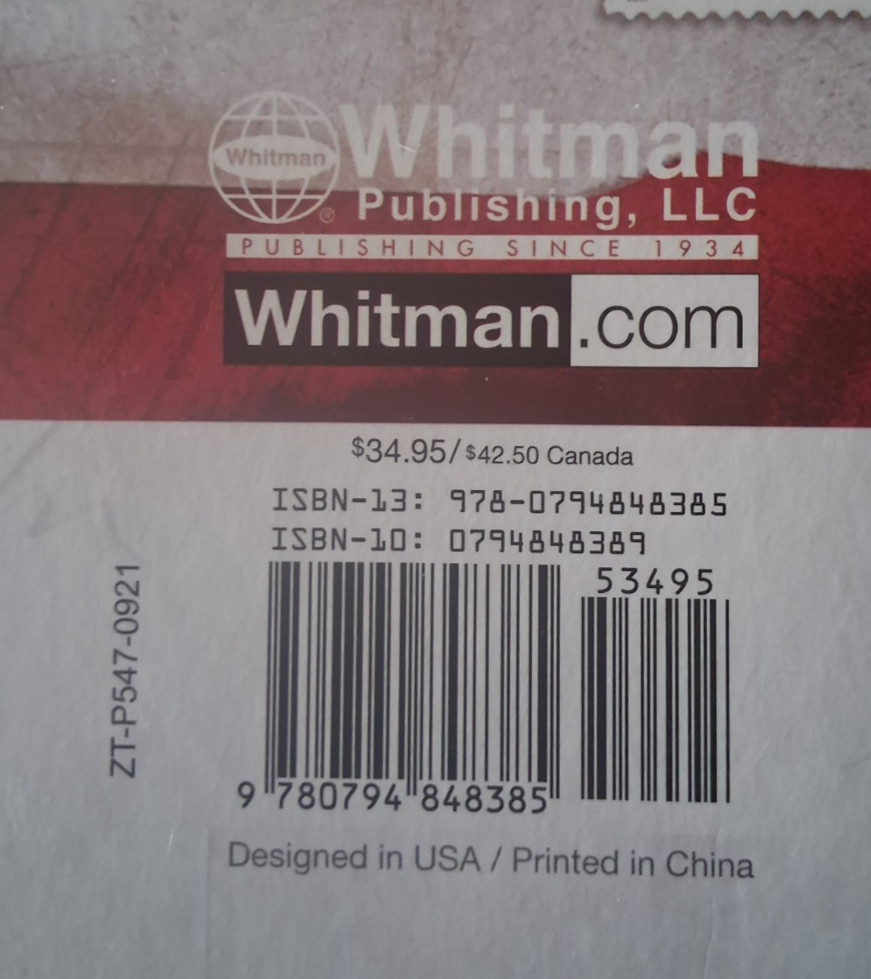 Whitman
Whitman
®
Publishing, LLC
PUBLISHING SINCE 1934
Whitman.com
$34.95/$42.50 Canada
ISBN-13: 978-0794848385
ISBN-10: 0794848389
53495
ZT-P547-0921
9 780794 848385
Designed in USA / Printed in China